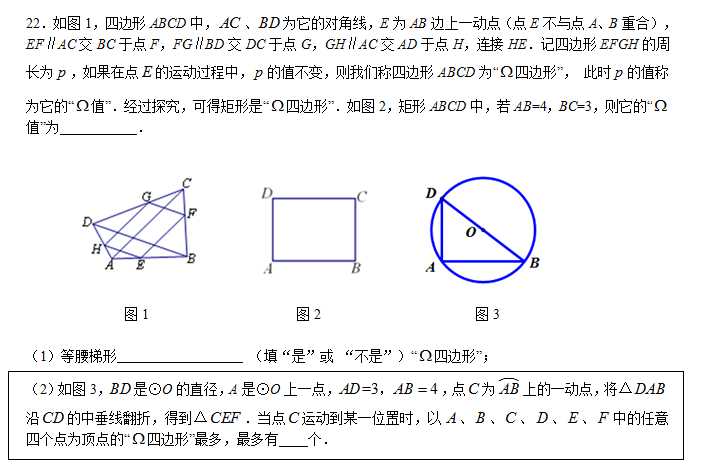 22．如图 1，四边形 ABCD 中，AC 、BD为它的对角线，E 为 AB 边上一动点（点 E 不与点 A、B 重合），
EF∥AC 交 BC 于点 F，FG∥BD 交 DC 于点 G，GH∥AC 交 AD 于点 H，连接 HE．记四边形 EFGH 的周
长为 p ，如果在点 E 的运动过程中，p 的值不变，则我们称四边形 ABCD 为“Ω四边形”， 此时 p 的值称
为它的“Ω值”．经过探究，可得矩形是“Ω四边形”．如图 2，矩形 ABCD 中，若 AB=4，BC=3，则它的“Ω
值”为___________．
C
G
D
F
H
A
E
B
D
C
A
B
D
O
A
B
图 1
图 2
图 3
（1）等腰梯形__________________ （填“是”或 “不是”）“Ω四边形”；
（2）如图 3，BD 是⊙O 的直径，A 是⊙O 上一点，AD=3，AB = 4 ，点 C 为 AB 上的一动点，将△DAB
沿 CD 的中垂线翻折，得到△CEF ．当点 C 运动到某一位置时，以 A 、B 、C 、D 、E 、F 中的任意
四个点为顶点的“Ω四边形”最多，最多有____个．